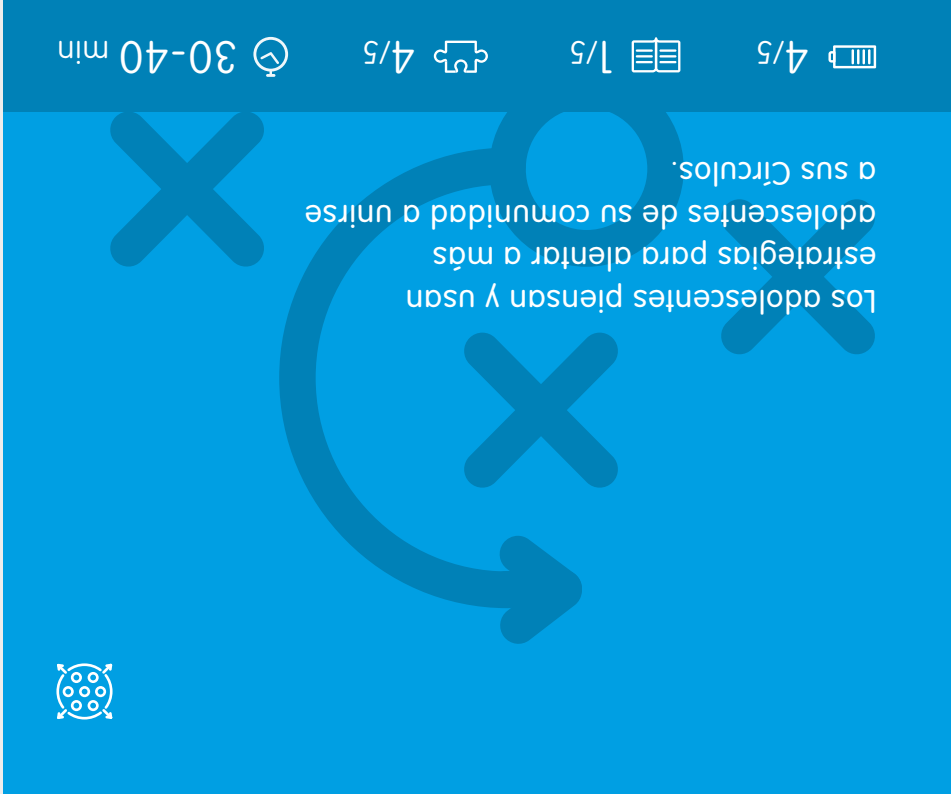 Los adolescentes piensan y usan
estrategias para alentar a más
adolescentes de su comunidad a unirse
a sus Círculos.
4/5 1/5 4/5 30-40 min